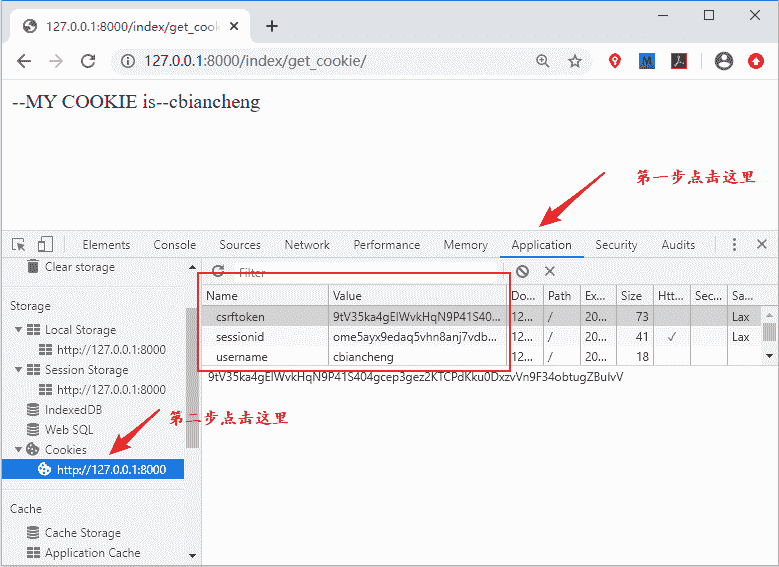 127.0.0.1:8000/index/get_cook
127.0.0.1:8000/index/get_cookie/
--MY COOKIE is--cbiancheng
第一步点击这里
Elements Console Sources Network Performance Memory Application Security Audits
Clear storage
Filter
Storage
Local Storage
http://127.0.0.1:8000
Session Storage
http://127.0.0.1:8000
IndexedDB
Web SQL
Cookies
http://127.0.0.1:8000
Cache
Cache Storage
Application Cache
Name Value Do... Path Ex... Size Htt... Sec... Sa...
csrftoken 9tV35ka4gElWvkHqN9P41S40... 12... / 20... 73 Lax
sessionid ome5ayx9edaq5vhn8anj7vdb... 12... / 20... 41 ✓ Lax
username cbiancheng 12... / 20... 18
9tV35ka4gElWvkHqN9P41S404gcep3gez2KTCPdKku0DxzvVn9F34obtugZBuIvV
第二步点击这里